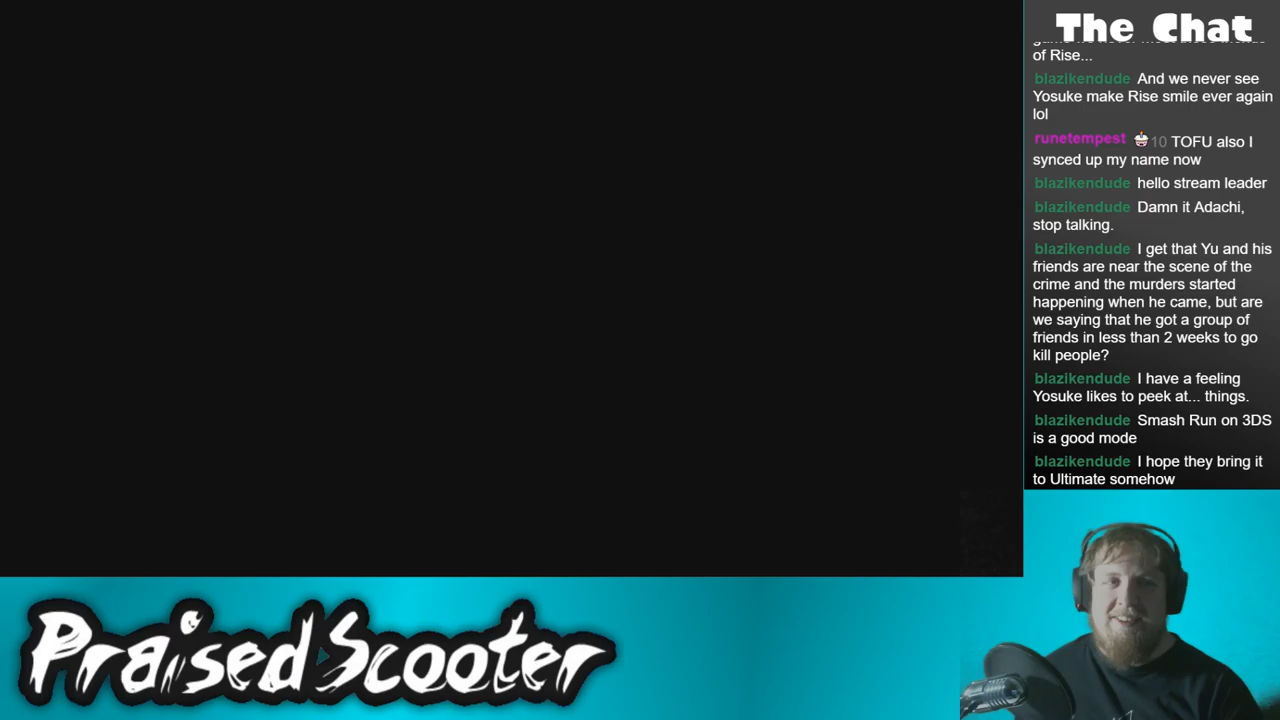 The Chat
of Rise...
blazikendude And we never see
Yosuke make Rise smile ever again
lol
runetempest 10 TOFU also I
synced up my name now
blazikendude hello stream leader
blazikendude Damn it Adachi,
stop talking.
blazikendude I get that Yu and his
friends are near the scene of the
crime and the murders started
happening when he came, but are
we saying that he got a group of
friends in less than 2 weeks to go
kill people?
blazikendude I have a feeling
Yosuke likes to peek at... things.
blazikendude Smash Run on 3DS
is a good mode
blazikendude I hope they bring it
to Ultimate somehow
PraisedScooter